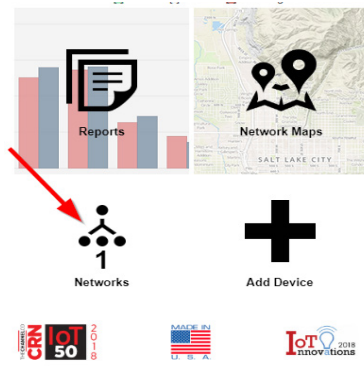 Reports
Network Maps
SALT LAKE CITY
1
Networks
Add Device
THE CHANNEL CO
CRN
IoT
50
2018
MADE IN
U. S. A.
IoT
Innovations
2018